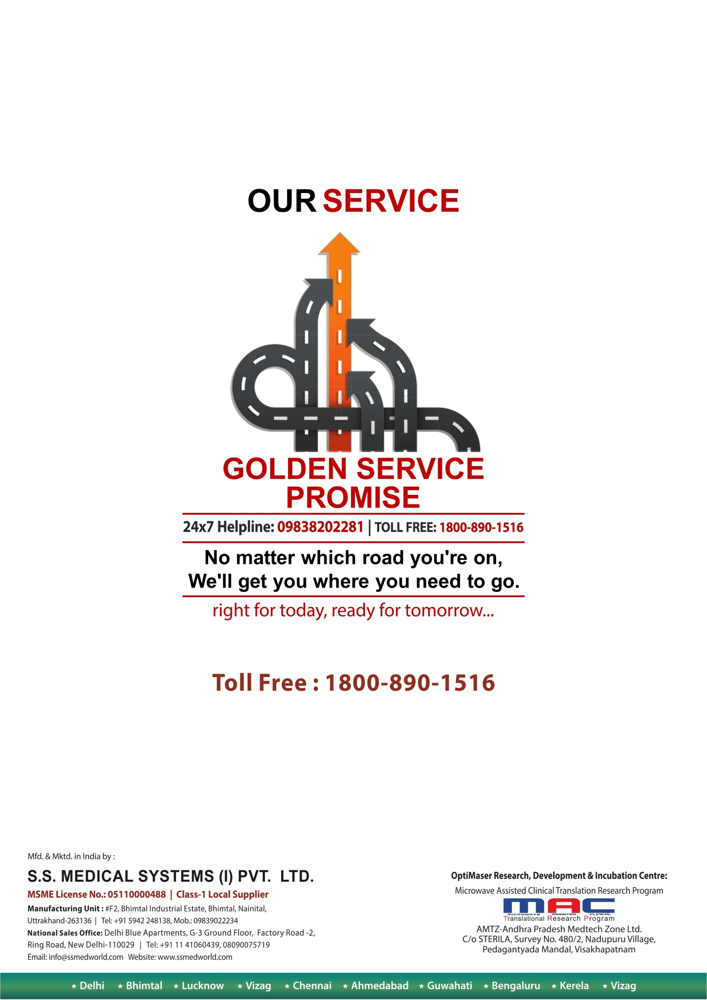 OUR SERVICE
GOLDEN SERVICE
PROMISE
24x7 Helpline: 09838202281 | TOLL FREE: 1800-890-1516
No matter which road you're on,
We'll get you where you need to go.
right for today, ready for tomorrow...
Toll Free : 1800-890-1516
Mfd. & Mktd. in India by :
S.S. MEDICAL SYSTEMS (I) PVT. LTD.
MSME License No.: 05110000488 | Class-1 Local Supplier
Manufacturing Unit : #F2, Bhimtal Industrial Estate, Bhimtal, Nainital,
Uttrakhand-263136 | Tel: +91 5942 248138, Mob.: 09839022234
National Sales Office: Delhi Blue Apartments, G-3 Ground Floor, Factory Road -2,
Ring Road, New Delhi-110029 | Tel: +91 11 41060439, 08090075719
Email: info@ssmedworld.com Website: www.ssmedworld.com
OptiMaser Research, Development & Incubation Centre:
Microwave Assisted Clinical Translation Research Program
mAC
MICROWAVE ASSISTED CLINICAL
Translational Research Program
AMTZ-Andhra Pradesh Medtech Zone Ltd.
C/o STERILA, Survey No. 480/2, Nadupuru Village,
Pedagantyada Mandal, Visakhapatnam
★ Delhi ★ Bhimtal ★ Lucknow ★ Vizag ★ Chennai ★ Ahmedabad ★ Guwahati ★ Bengaluru ★ Kerela ★ Vizag